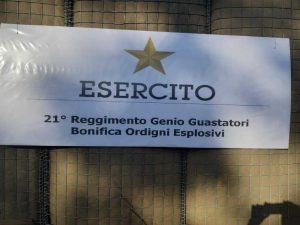 ESERCITO
21° Reggimento Genio Guastatori
Bonifica Ordigni Esplosivi